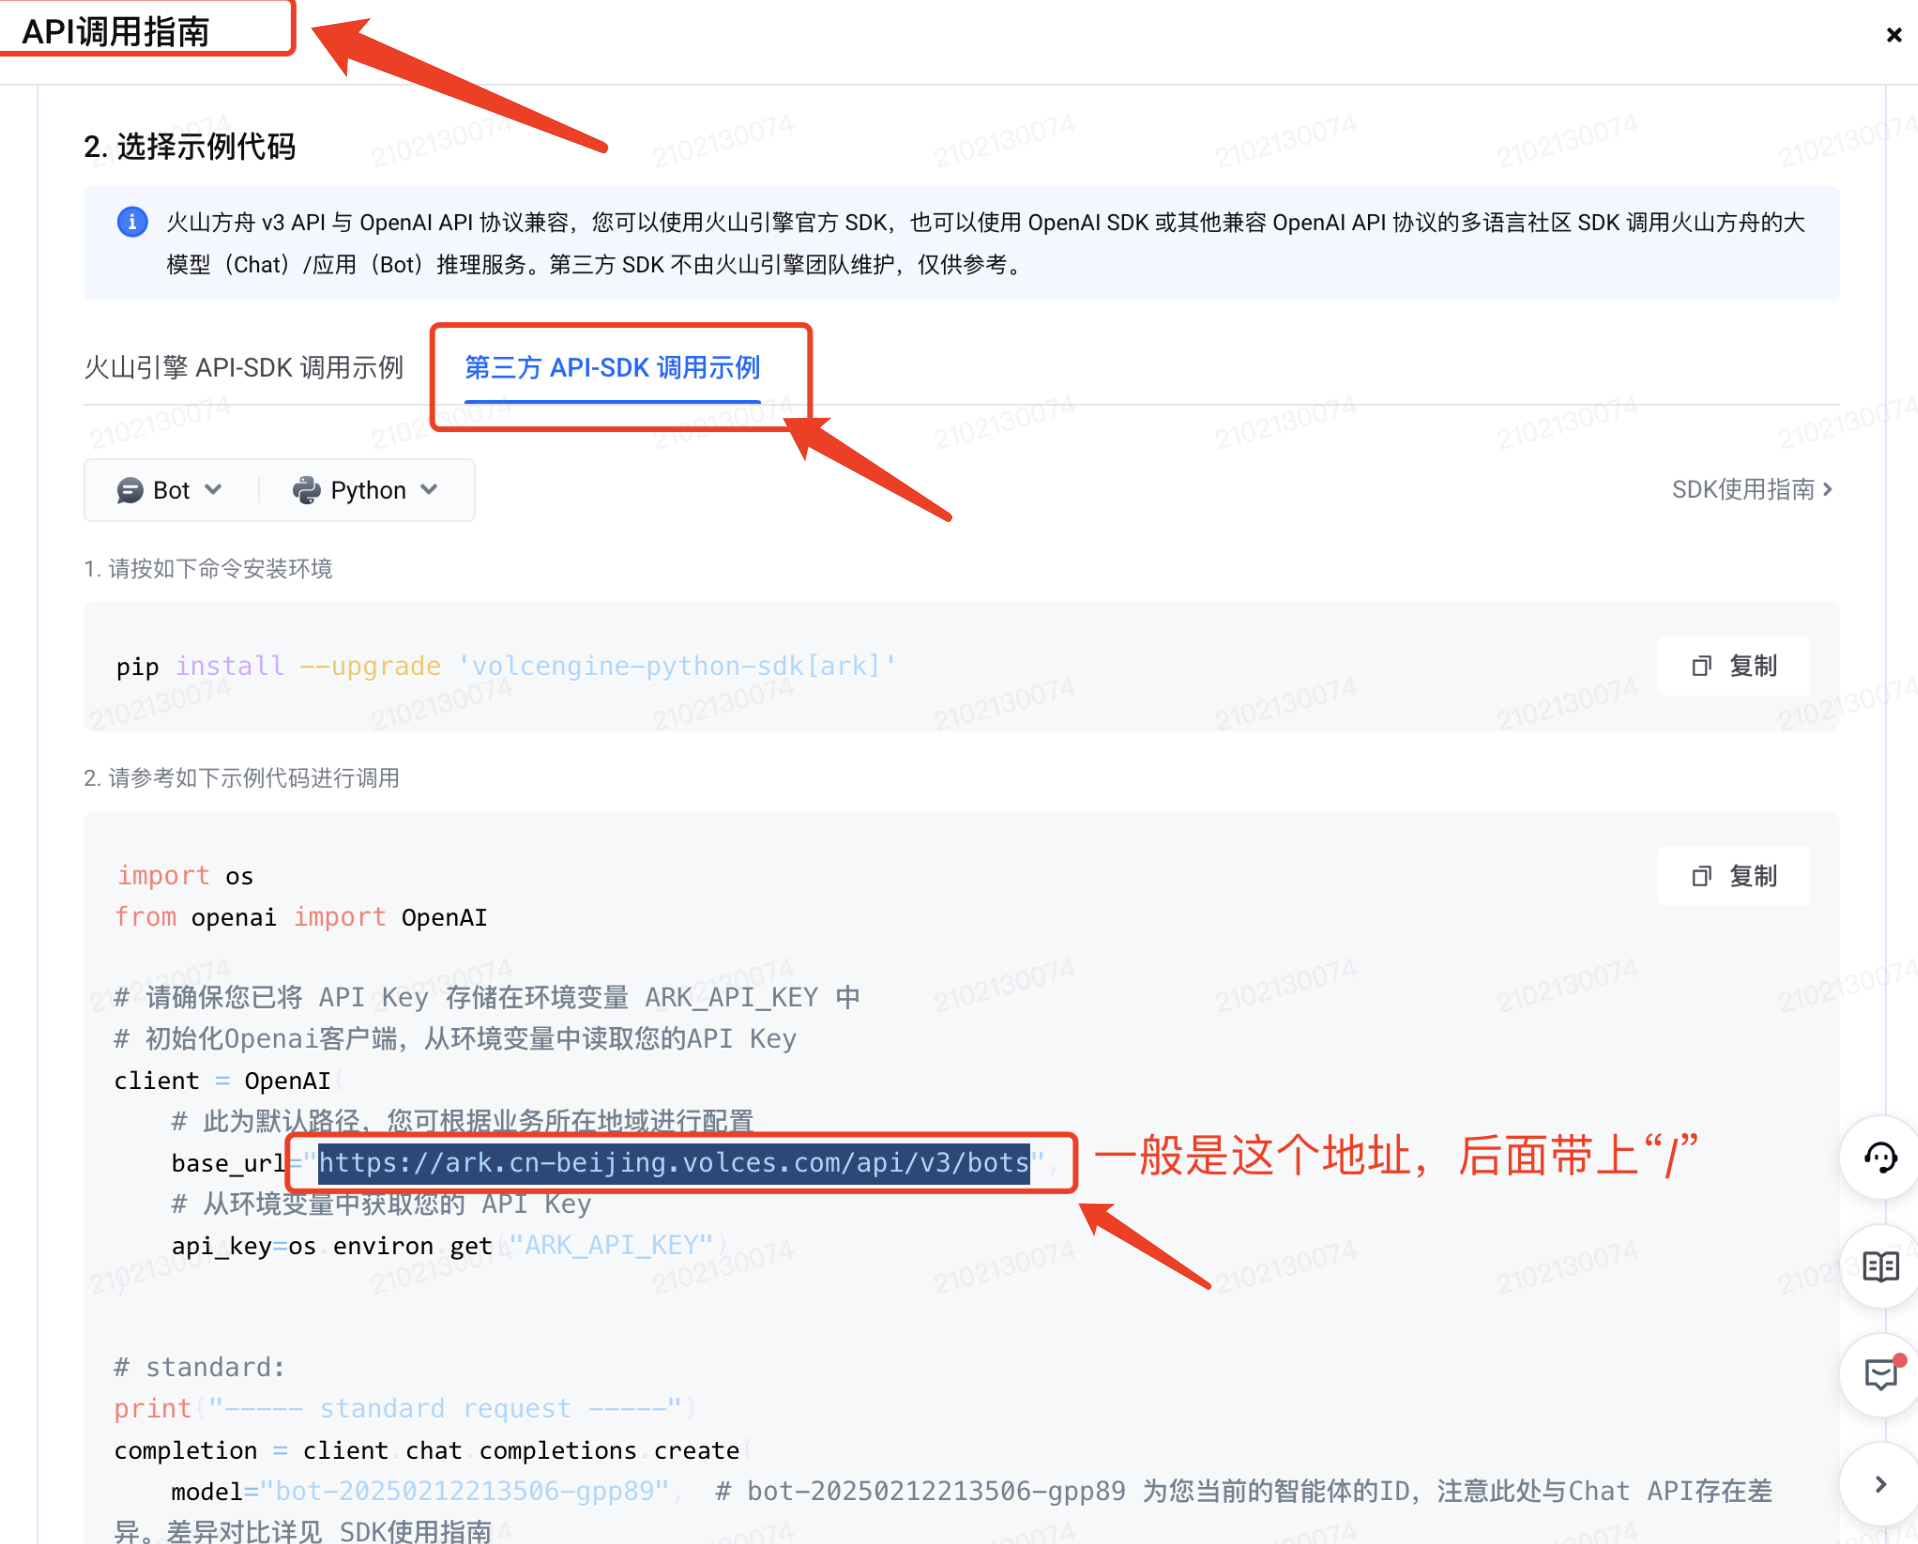 API调用指南
2. 选择示例代码
火山方舟 v3 API 与 OpenAI API 协议兼容，您可以使用火山引擎官方 SDK，也可以使用 OpenAI SDK 或其他兼容 OpenAI API 协议的多语言社区 SDK 调用火山方舟的大
模型（Chat）/应用（Bot）推理服务。第三方 SDK 不由火山引擎团队维护，仅供参考。
火山引擎 API-SDK 调用示例 第三方 API-SDK 调用示例
Bot Python SDK使用指南
1. 请按如下命令安装环境
pip install --upgrade 'volcengine-python-sdk[ark]' 复制
2. 请参考如下示例代码进行调用
import os 复制
from openai import OpenAI
# 请确保您已将 API Key 存储在环境变量 ARK_API_KEY 中
# 初始化Openai客户端，从环境变量中读取您的API Key
client = OpenAI(
# 此为默认路径，您可根据业务所在地域进行配置
base_url="https://ark.cn-beijing.volces.com/api/v3/bots", 一般是这个地址，后面带上“/”
# 从环境变量中获取您的 API Key
api_key=os.environ.get("ARK_API_KEY")
)
# standard:
print("----- standard request -----")
completion = client.chat.completions.create(
model="bot-20250212213506-gpp89", # bot-20250212213506-gpp89 为您当前的智能体的ID，注意此处与Chat API存在差
异。差异对比详见 SDK使用指南
2102130074